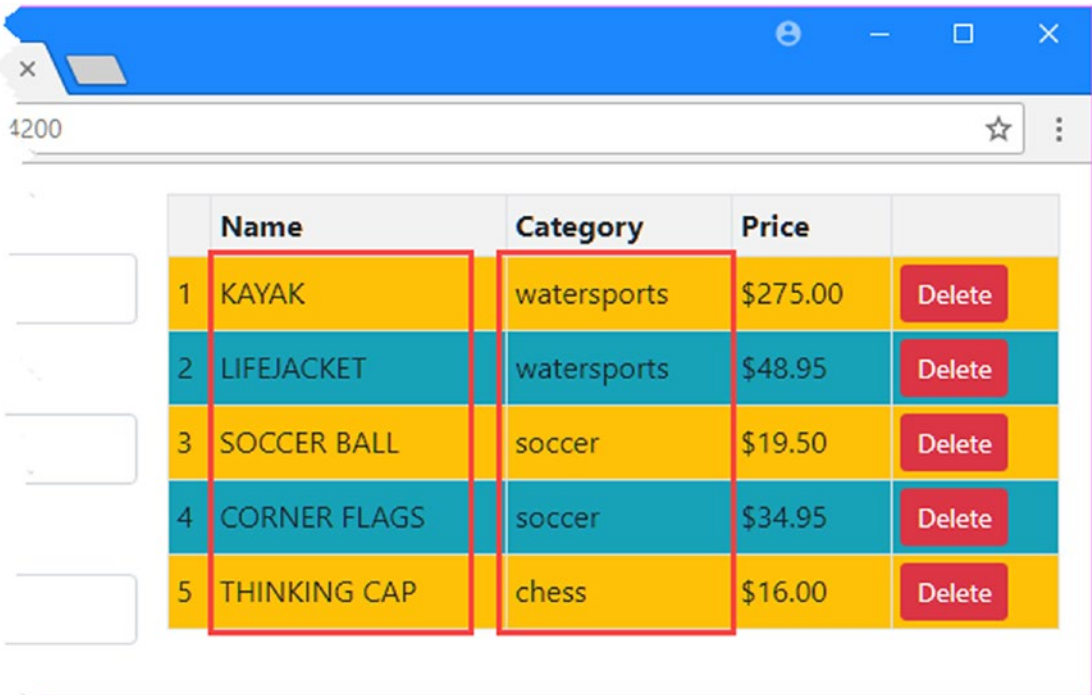 4200
Name Category Price
1 KAYAK watersports $275.00 Delete
2 LIFEJACKET watersports $48.95 Delete
3 SOCCER BALL soccer $19.50 Delete
4 CORNER FLAGS soccer $34.95 Delete
5 THINKING CAP chess $16.00 Delete